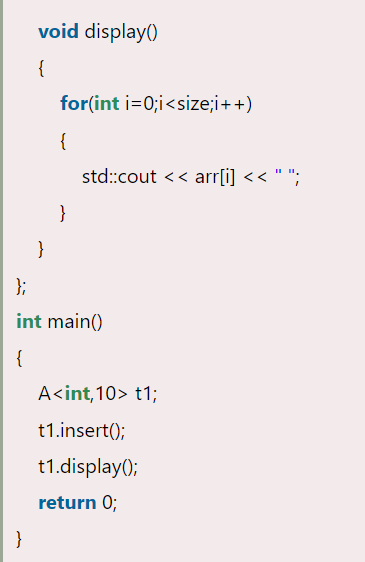 void display()
{
for(int i=0;i<size;i++)
{
std::cout << arr[i] << " ";
}
}
};
int main()
{
A<int,10> t1;
t1.insert();
t1.display();
return 0;
}